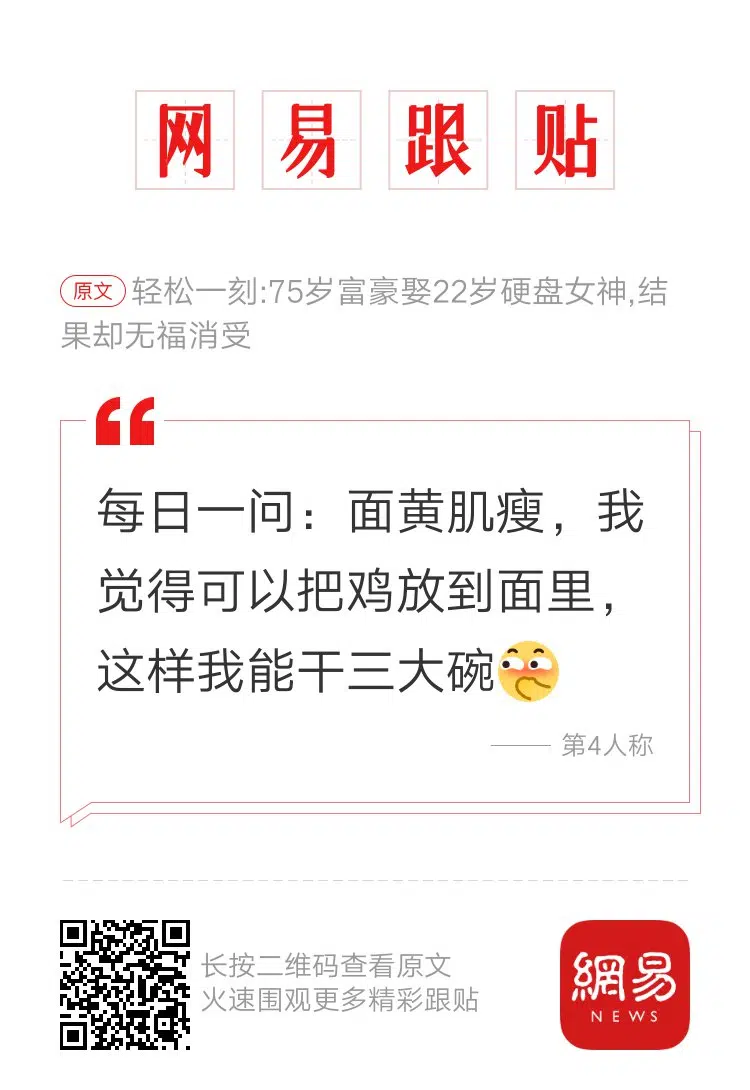 网易跟贴
原文 轻松一刻:75岁富豪娶22岁硬盘女神,结
果却无福消受
每日一问：面黄肌瘦，我
觉得可以把鸡放到面里，
这样我能干三大碗
—— 第4人称
长按二维码查看原文
火速围观更多精彩跟贴
網易
NEWS